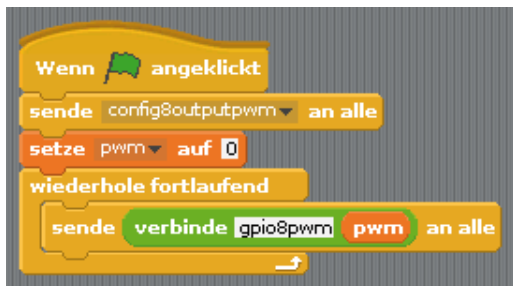 Wenn angeklickt
sende config8outputpwm an alle
setze pwm auf 0
wiederhole fortlaufend
sende verbinde gpio8pwm pwm an alle